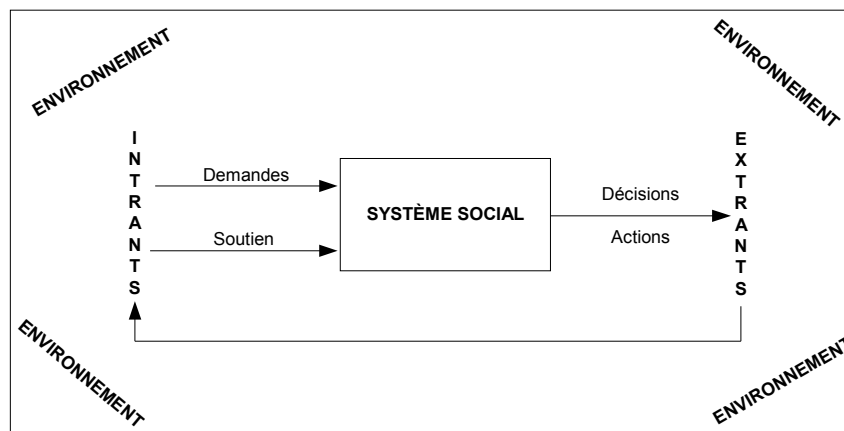 ENVIRONNEMENT
ENVIRONNEMENT
INTRANTS
Demandes
Soutien
SYSTÈME SOCIAL
Décisions
Actions
EXTRANTS
ENVIRONNEMENT
ENVIRONNEMENT